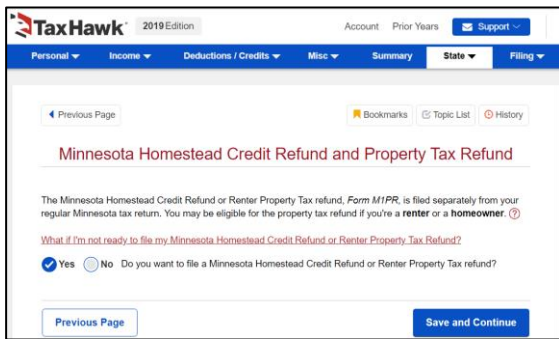 TaxHawk 2019 Edition Account Prior Years Support
Personal Income Deductions / Credits Misc Summary State Filing
Previous Page Bookmarks Topic List History
Minnesota Homestead Credit Refund and Property Tax Refund
The Minnesota Homestead Credit Refund or Renter Property Tax refund, Form M1PR, is filed separately from your
regular Minnesota tax return. You may be eligible for the property tax refund if you're a renter or a homeowner. ?
What if I'm not ready to file my Minnesota Homestead Credit Refund or Renter Property Tax Refund?
Yes No Do you want to file a Minnesota Homestead Credit Refund or Renter Property Tax refund?
Previous Page Save and Continue